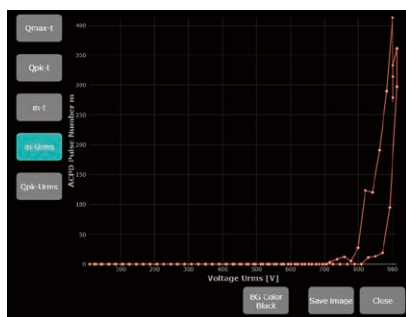 Qmax-t
Qpk-t
m-t
m-Urms
Qpk-Urms
ACPD Pulse Number m
400
350
300
250
200
150
100
50
0
100 200 300 400 500 600 700 800 900
Voltage Urms [V]
BG Color
Black
Save image
Close